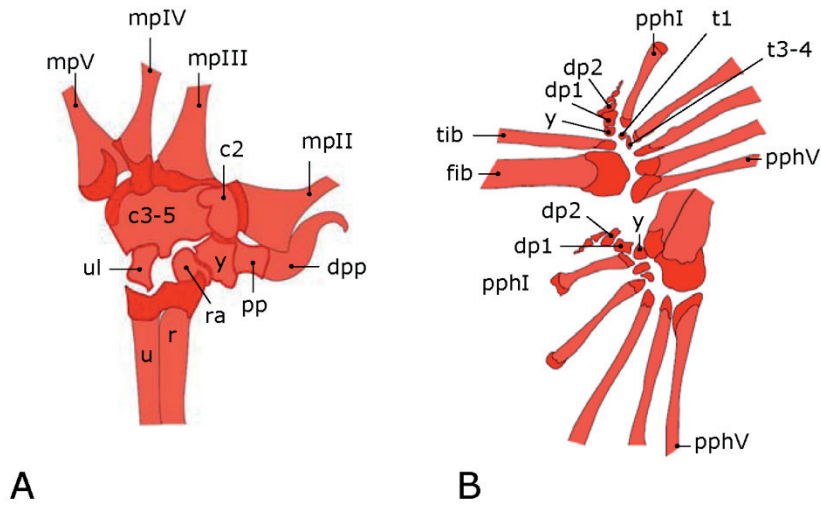 mpIV
mpV
mpIII
c2
mpII
c3-5
ul
ra
y
pp
dpp
u
r
A
pphI
t1
t3-4
dp2
dp1
y
tib
fib
pphV
dp2
y
dp1
pphI
pphV
B